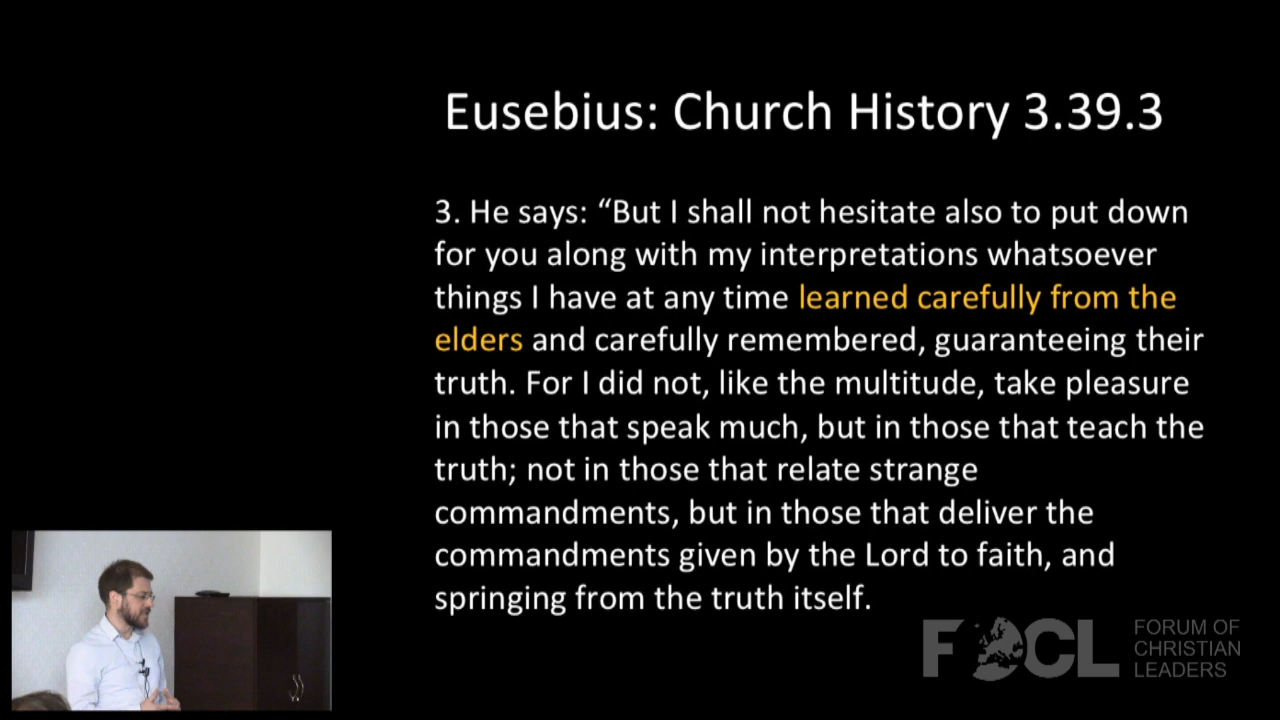 Eusebius: Church History 3.39.3
3. He says: “But I shall not hesitate also to put down
for you along with my interpretations whatsoever
things I have at any time learned carefully from the
elders and carefully remembered, guaranteeing their
truth. For I did not, like the multitude, take pleasure
in those that speak much, but in those that teach the
truth; not in those that relate strange
commandments, but in those that deliver the
commandments given by the Lord to faith, and
springing from the truth itself.
FOCL
FORUM OF
CHRISTIAN
LEADERS